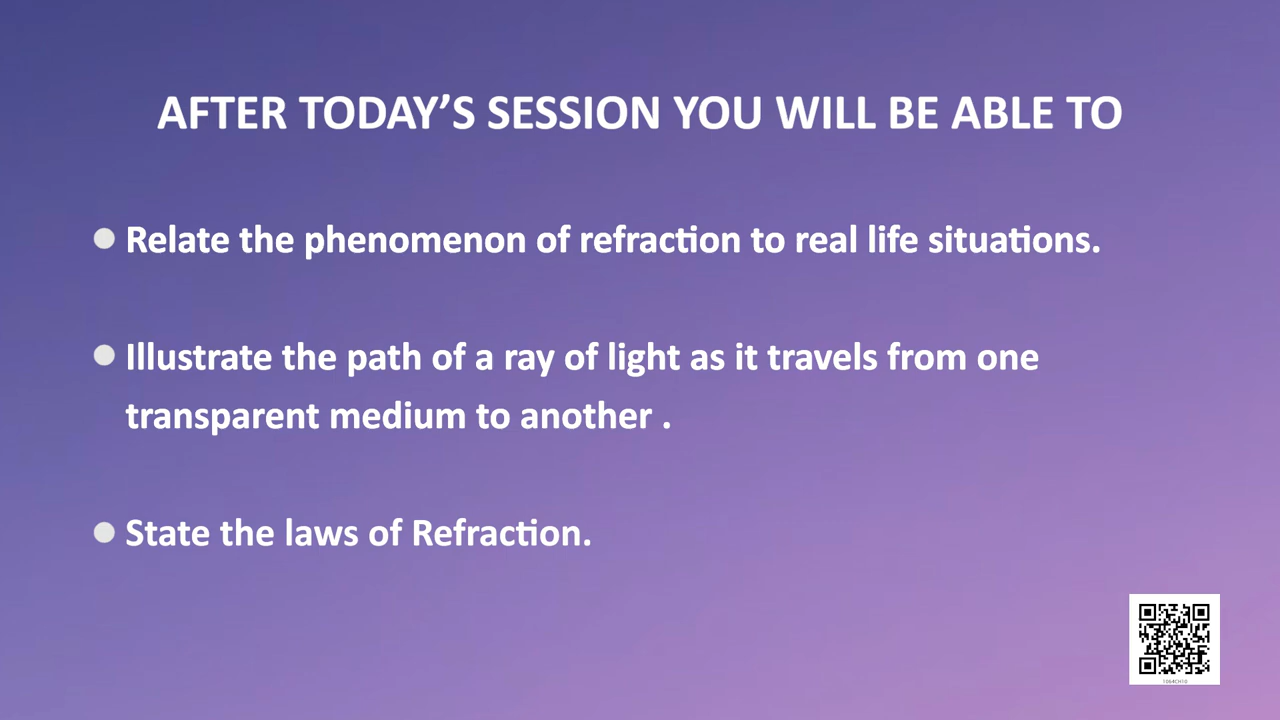 AFTER TODAY’S SESSION YOU WILL BE ABLE TO
Relate the phenomenon of refraction to real life situations.
Illustrate the path of a ray of light as it travels from one
transparent medium to another .
State the laws of Refraction.